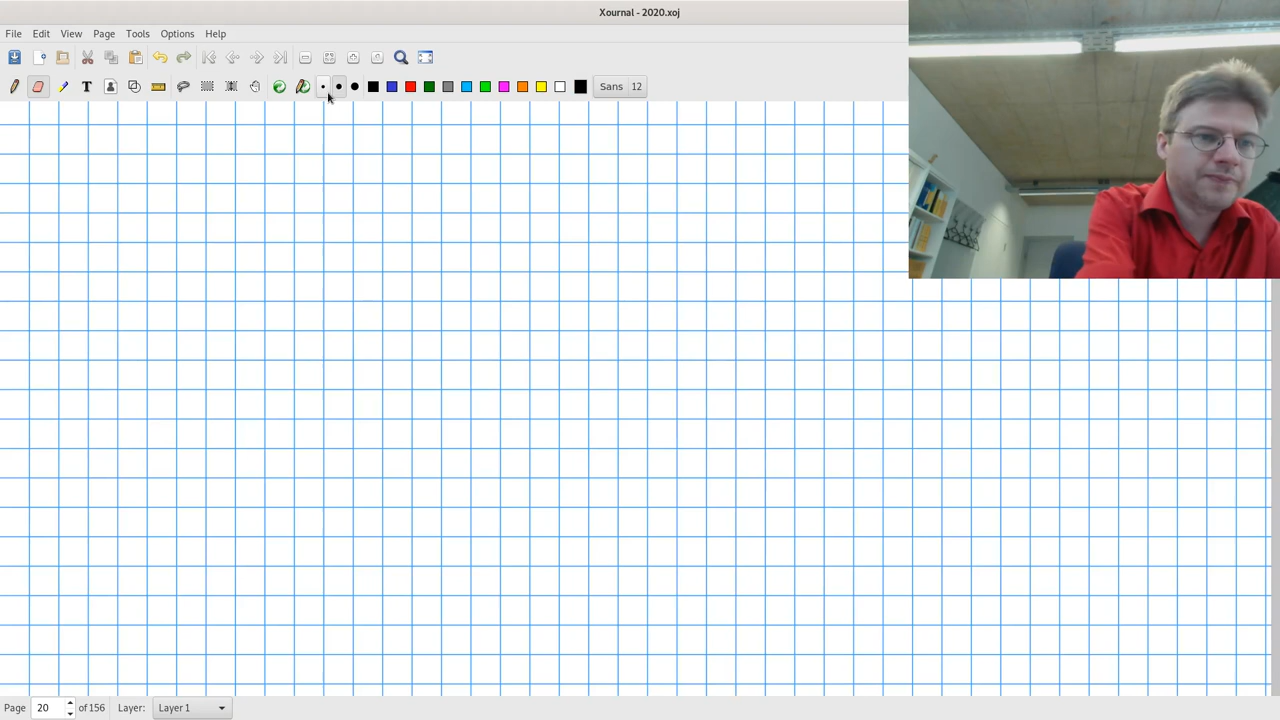 Xournal - 2020.xoj
File Edit View Page Tools Options Help
T Sans 12
Page 20 of 156 Layer: Layer 1